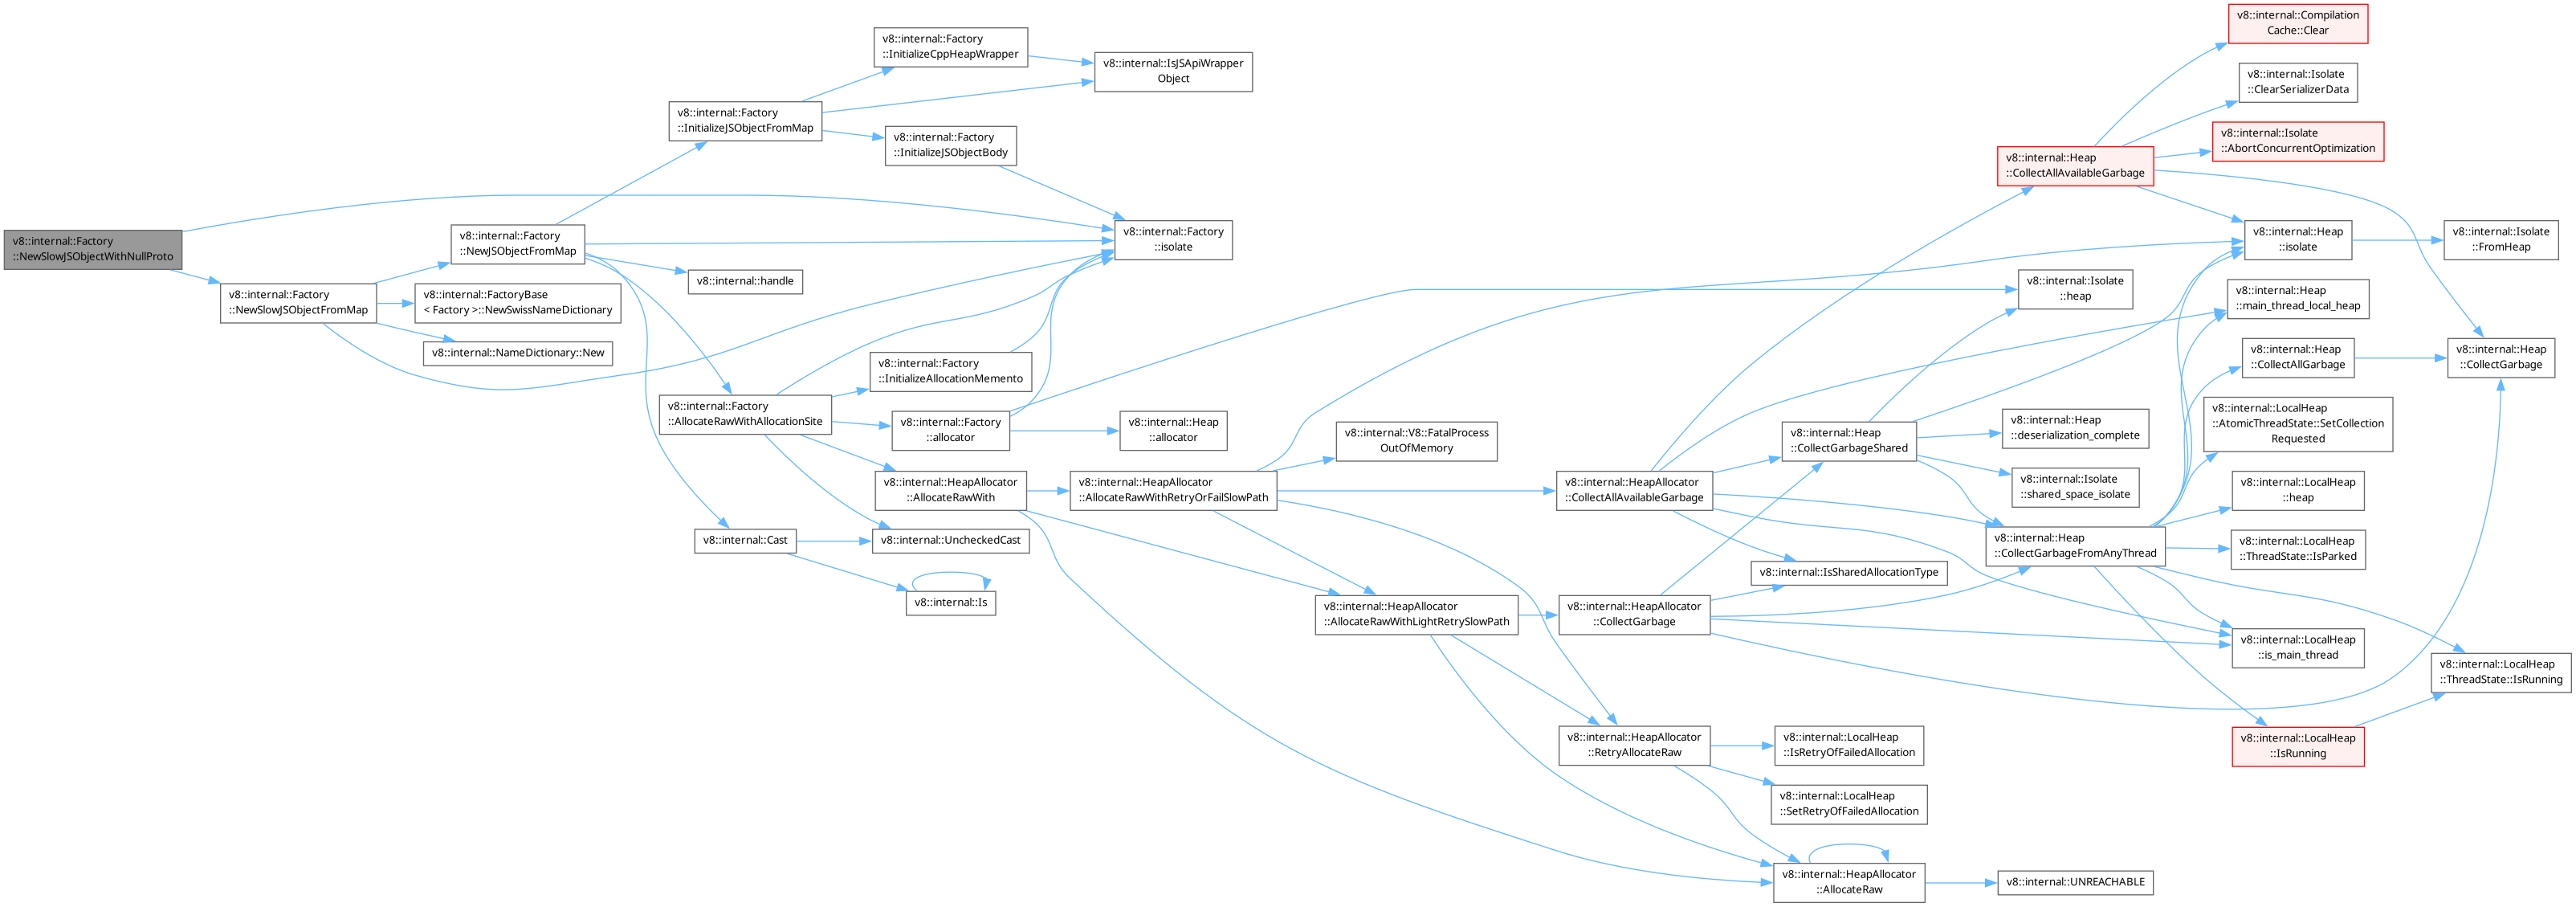 v8::internal::Factory
::NewSlowJSObjectWithNullProto
v8::internal::Factory
::NewSlowJSObjectFromMap
v8::internal::Factory
::NewJSObjectFromMap
v8::internal::FactoryBase
< Factory >::NewSwissNameDictionary
v8::internal::NameDictionary::New
v8::internal::Factory
::InitializeJSObjectFromMap
v8::internal::handle
v8::internal::Factory
::AllocateRawWithAllocationSite
v8::internal::Cast
v8::internal::Factory
::InitializeCppHeapWrapper
v8::internal::Factory
::InitializeJSObjectBody
v8::internal::Factory
::InitializeAllocationMemento
v8::internal::Factory
::allocator
v8::internal::HeapAllocator
::AllocateRawWith
v8::internal::UncheckedCast
v8::internal::Is
v8::internal::IsJSApiWrapper
Object
v8::internal::Factory
::isolate
v8::internal::Heap
::allocator
v8::internal::HeapAllocator
::AllocateRawWithRetryOrFailSlowPath
v8::internal::V8::FatalProcess
OutOfMemory
v8::internal::HeapAllocator
::AllocateRawWithLightRetrySlowPath
v8::internal::HeapAllocator
::CollectAllAvailableGarbage
v8::internal::HeapAllocator
::CollectGarbage
v8::internal::HeapAllocator
::RetryAllocateRaw
v8::internal::Heap
::CollectGarbageShared
v8::internal::IsSharedAllocationType
v8::internal::LocalHeap
::IsRetryOfFailedAllocation
v8::internal::LocalHeap
::SetRetryOfFailedAllocation
v8::internal::HeapAllocator
::AllocateRaw
v8::internal::Heap
::CollectAllAvailableGarbage
v8::internal::Isolate
::heap
v8::internal::Heap
::deserialization_complete
v8::internal::Isolate
::shared_space_isolate
v8::internal::Heap
::CollectGarbageFromAnyThread
v8::internal::UNREACHABLE
v8::internal::Compilation
Cache::Clear
v8::internal::Isolate
::ClearSerializerData
v8::internal::Isolate
::AbortConcurrentOptimization
v8::internal::Heap
::isolate
v8::internal::Heap
::main_thread_local_heap
v8::internal::Heap
::CollectAllGarbage
v8::internal::LocalHeap
::AtomicThreadState::SetCollection
Requested
v8::internal::LocalHeap
::heap
v8::internal::LocalHeap
::ThreadState::IsParked
v8::internal::LocalHeap
::is_main_thread
v8::internal::LocalHeap
::IsRunning
v8::internal::Isolate
::FromHeap
v8::internal::Heap
::CollectGarbage
v8::internal::LocalHeap
::ThreadState::IsRunning